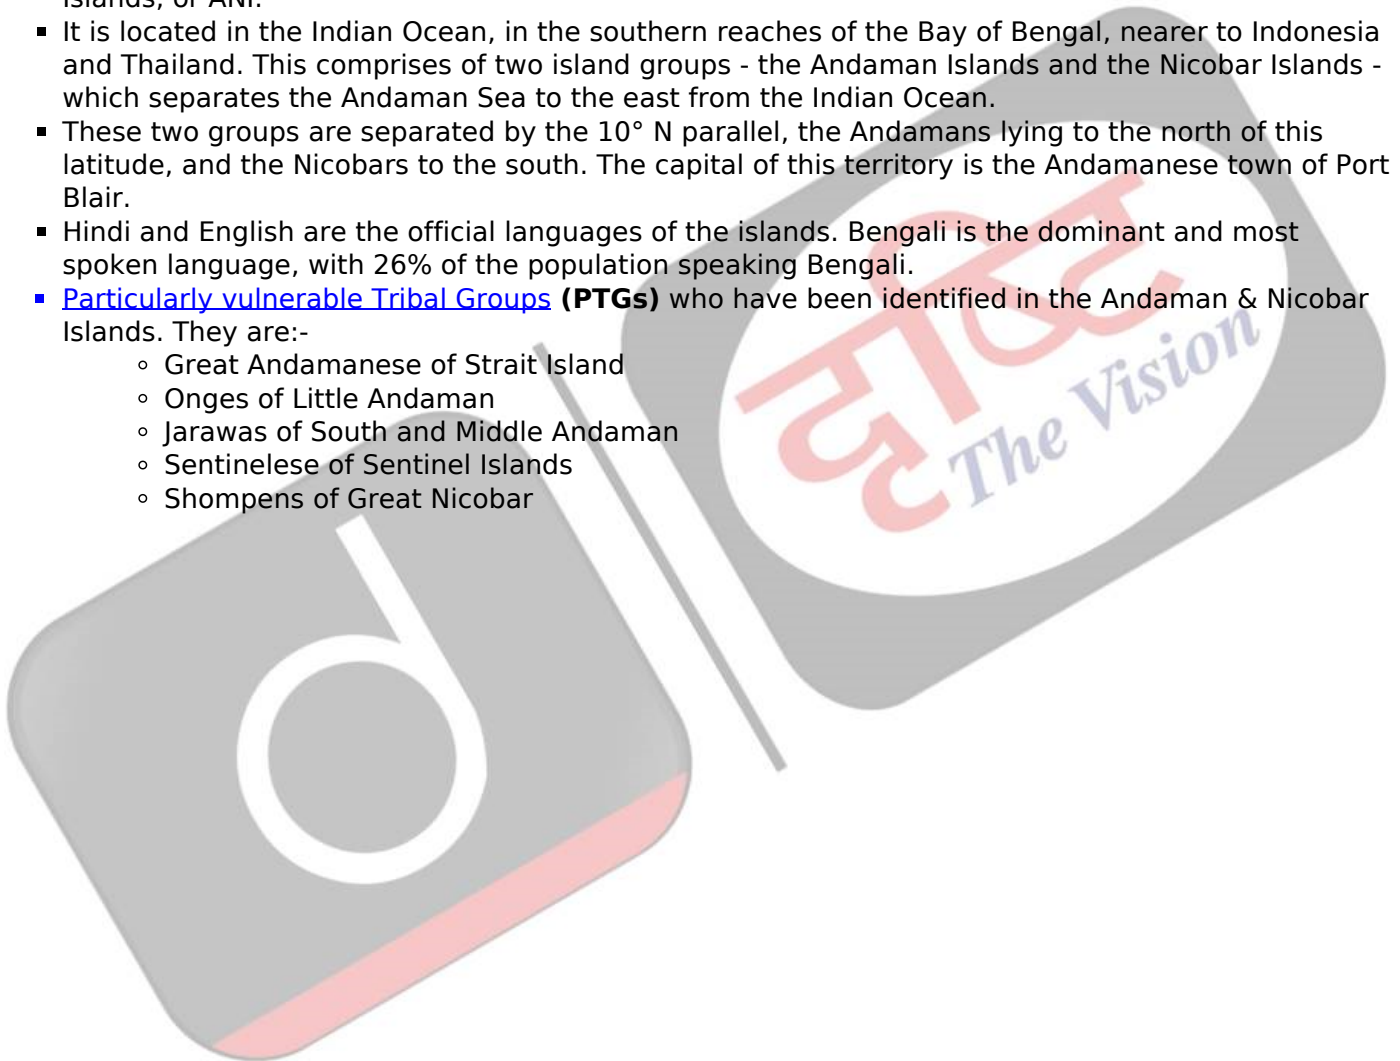 Islands, or ANI.
▪ It is located in the Indian Ocean, in the southern reaches of the Bay of Bengal, nearer to Indonesia
and Thailand. This comprises of two island groups - the Andaman Islands and the Nicobar Islands -
which separates the Andaman Sea to the east from the Indian Ocean.
▪ These two groups are separated by the 10° N parallel, the Andamans lying to the north of this
latitude, and the Nicobars to the south. The capital of this territory is the Andamanese town of Port
Blair.
▪ Hindi and English are the official languages of the islands. Bengali is the dominant and most
spoken language, with 26% of the population speaking Bengali.
▪ Particularly vulnerable Tribal Groups (PTGs) who have been identified in the Andaman & Nicobar
Islands. They are:-
◦ Great Andamanese of Strait Island
◦ Onges of Little Andaman
◦ Jarawas of South and Middle Andaman
◦ Sentinelese of Sentinel Islands
◦ Shompens of Great Nicobar
दृष्टि
The Vision
d